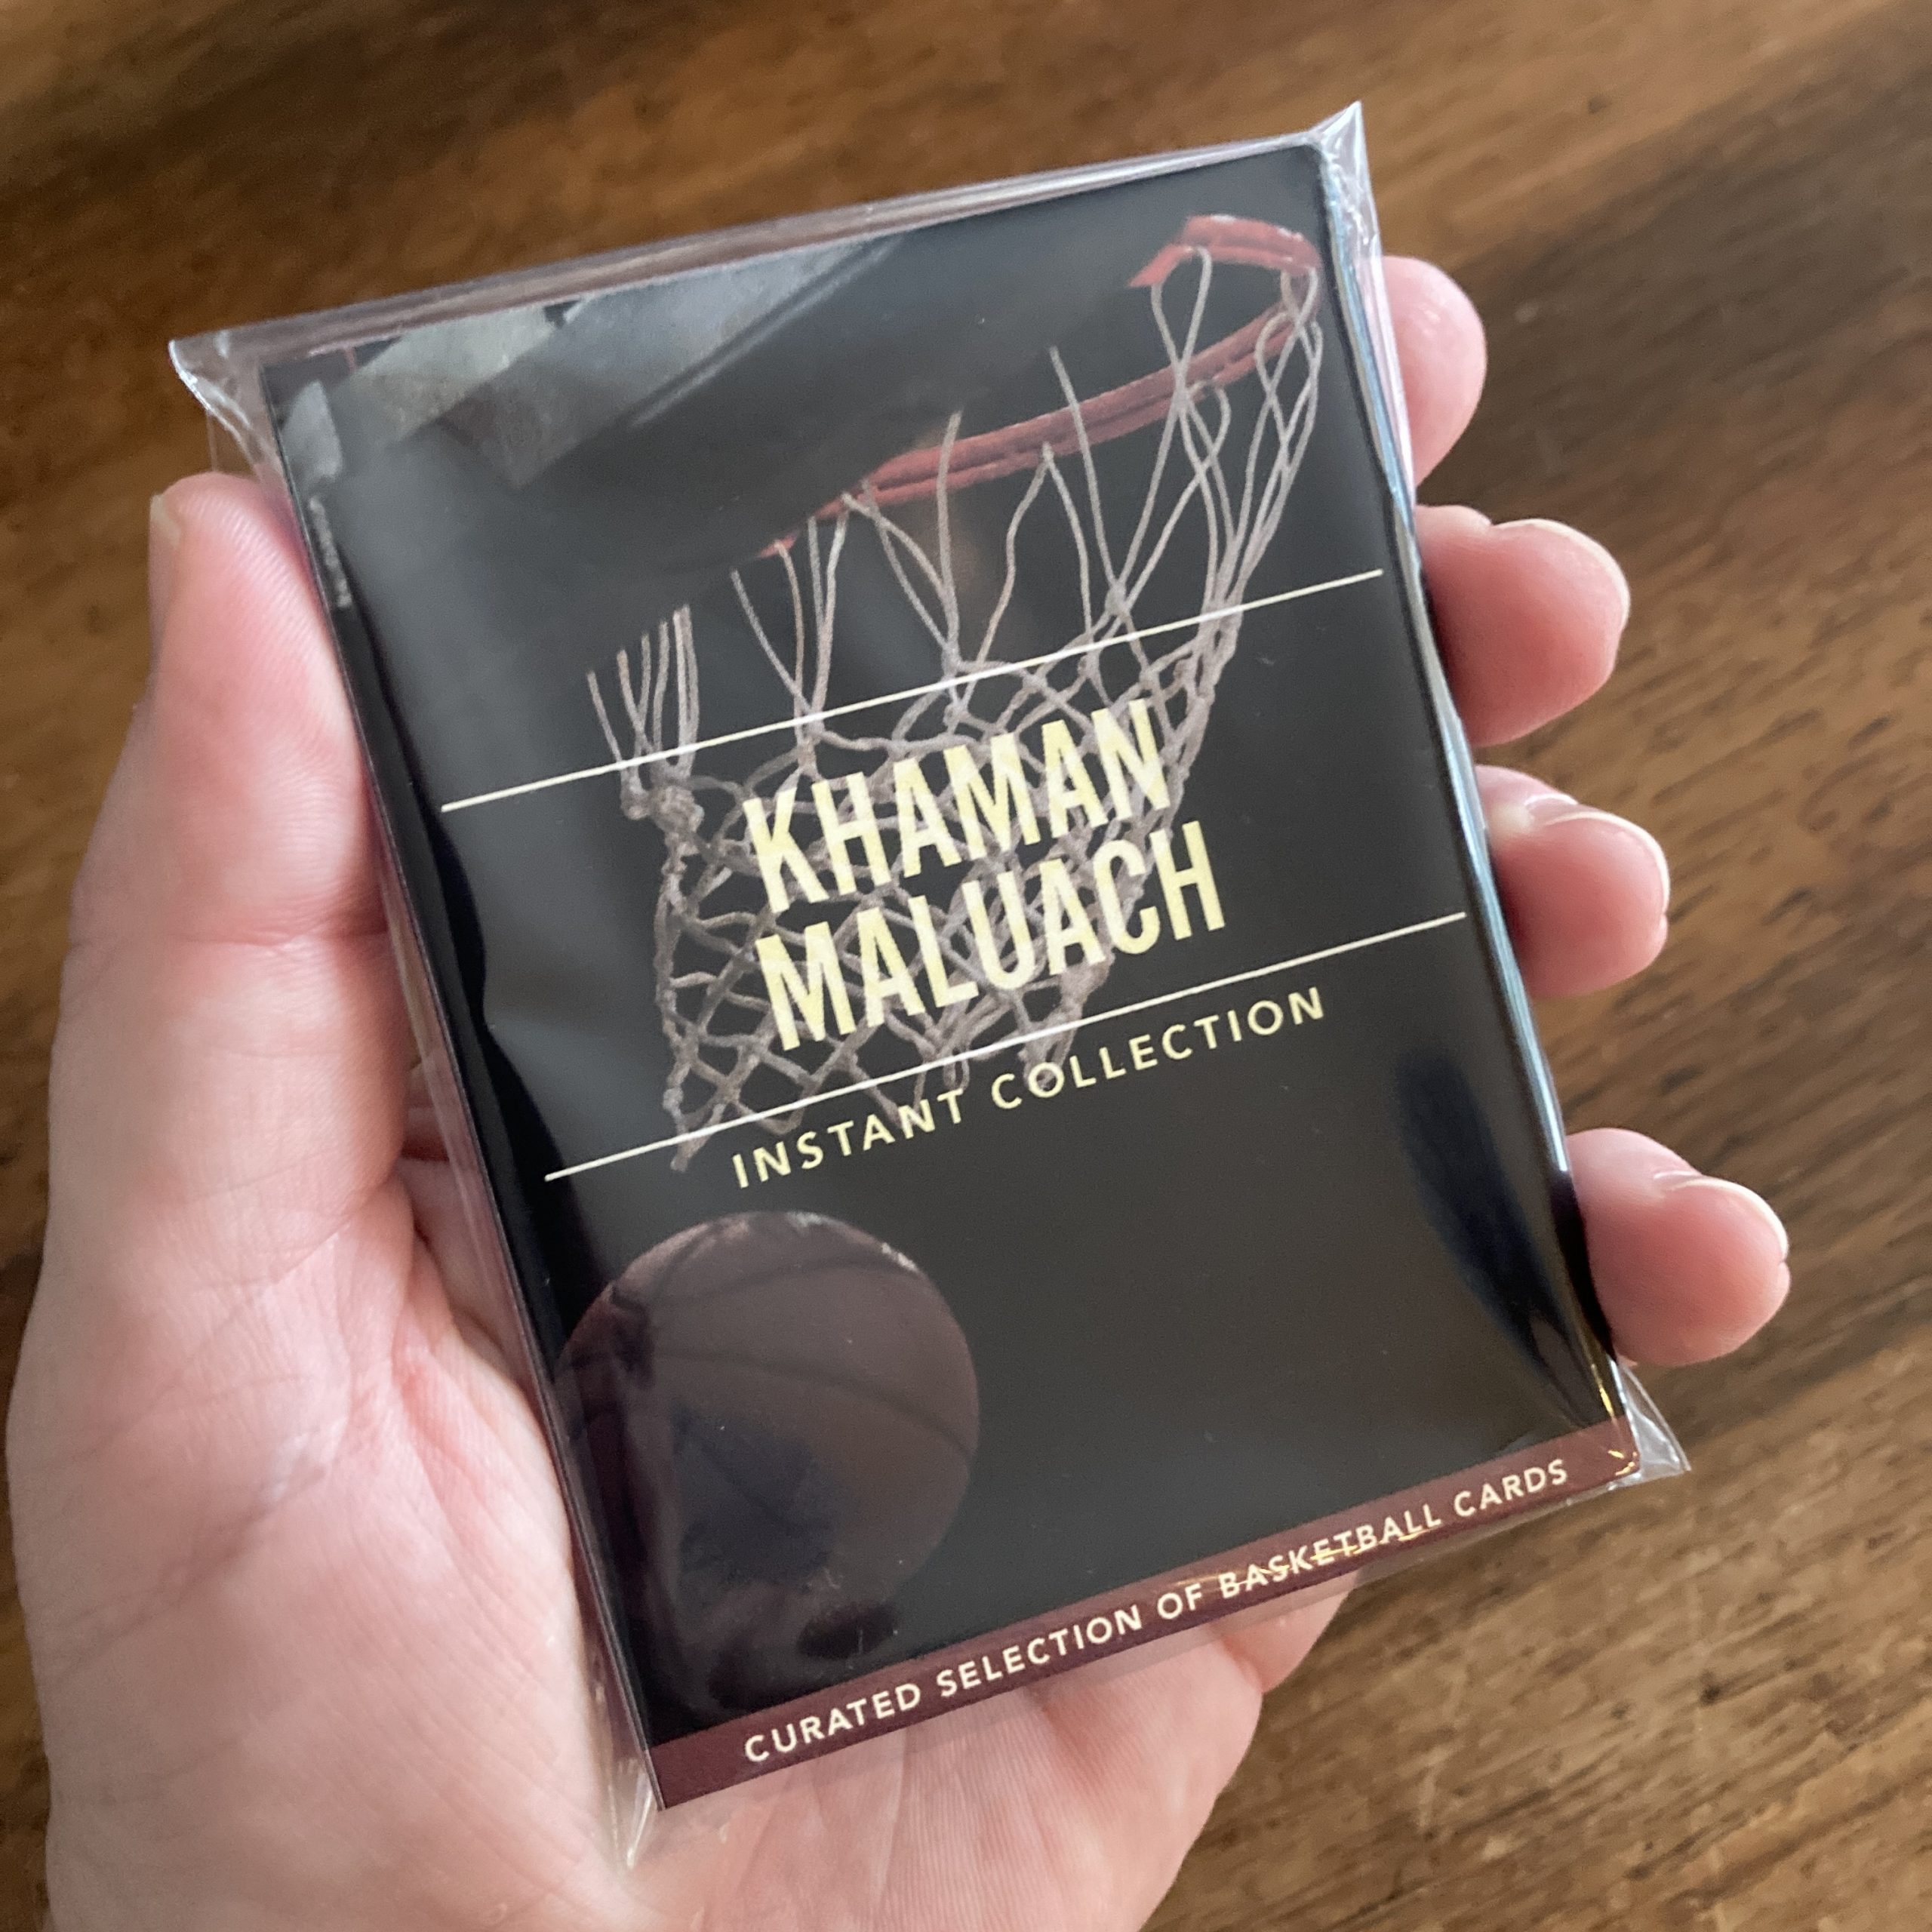 KHAMAN
MALUACH
INSTANT COLLECTION
CURATED SELECTION OF BASKETBALL CARDS